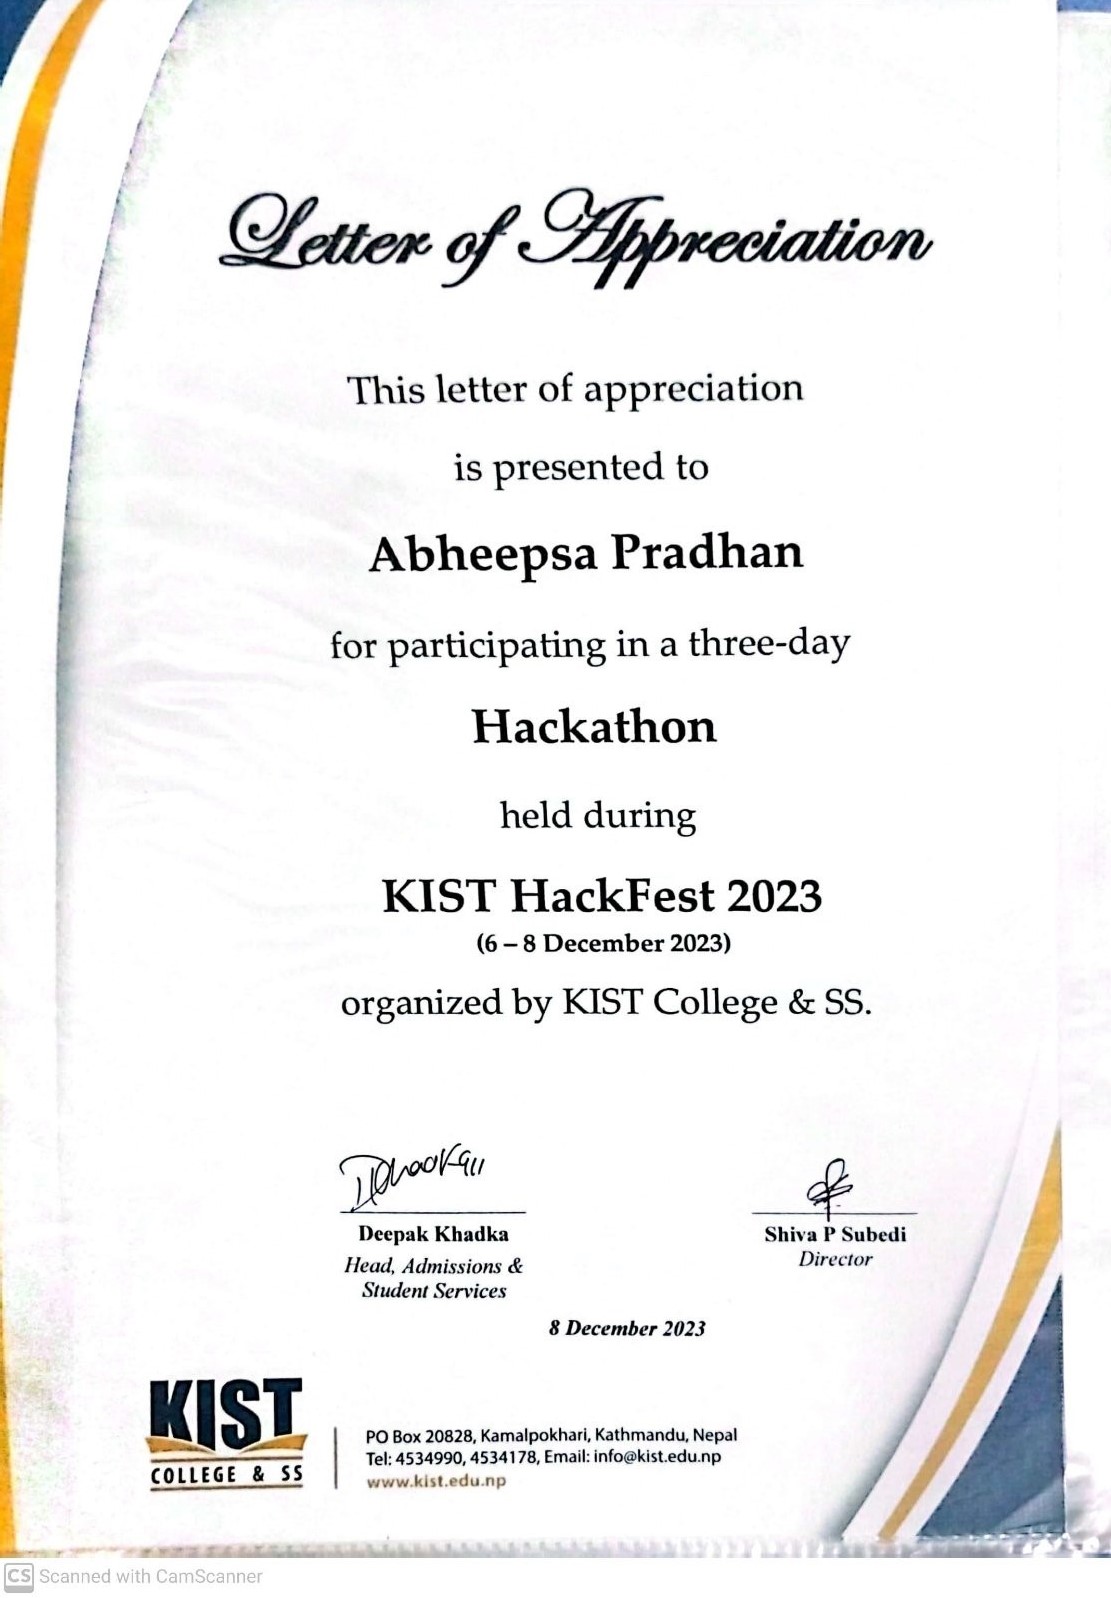 Letter of Appreciation
This letter of appreciation
is presented to
Abheepsa Pradhan
for participating in a three-day
Hackathon
held during
KIST HackFest 2023
(6 – 8 December 2023)
organized by KIST College & SS.
Deepak Khadka
Head, Admissions &
Student Services
Shiva P Subedi
Director
8 December 2023
KIST
COLLEGE & SS
PO Box 20828, Kamalpokhari, Kathmandu, Nepal
Tel: 4534990, 4534178, Email: info@kist.edu.np
www.kist.edu.np
CS Scanned with CamScanner